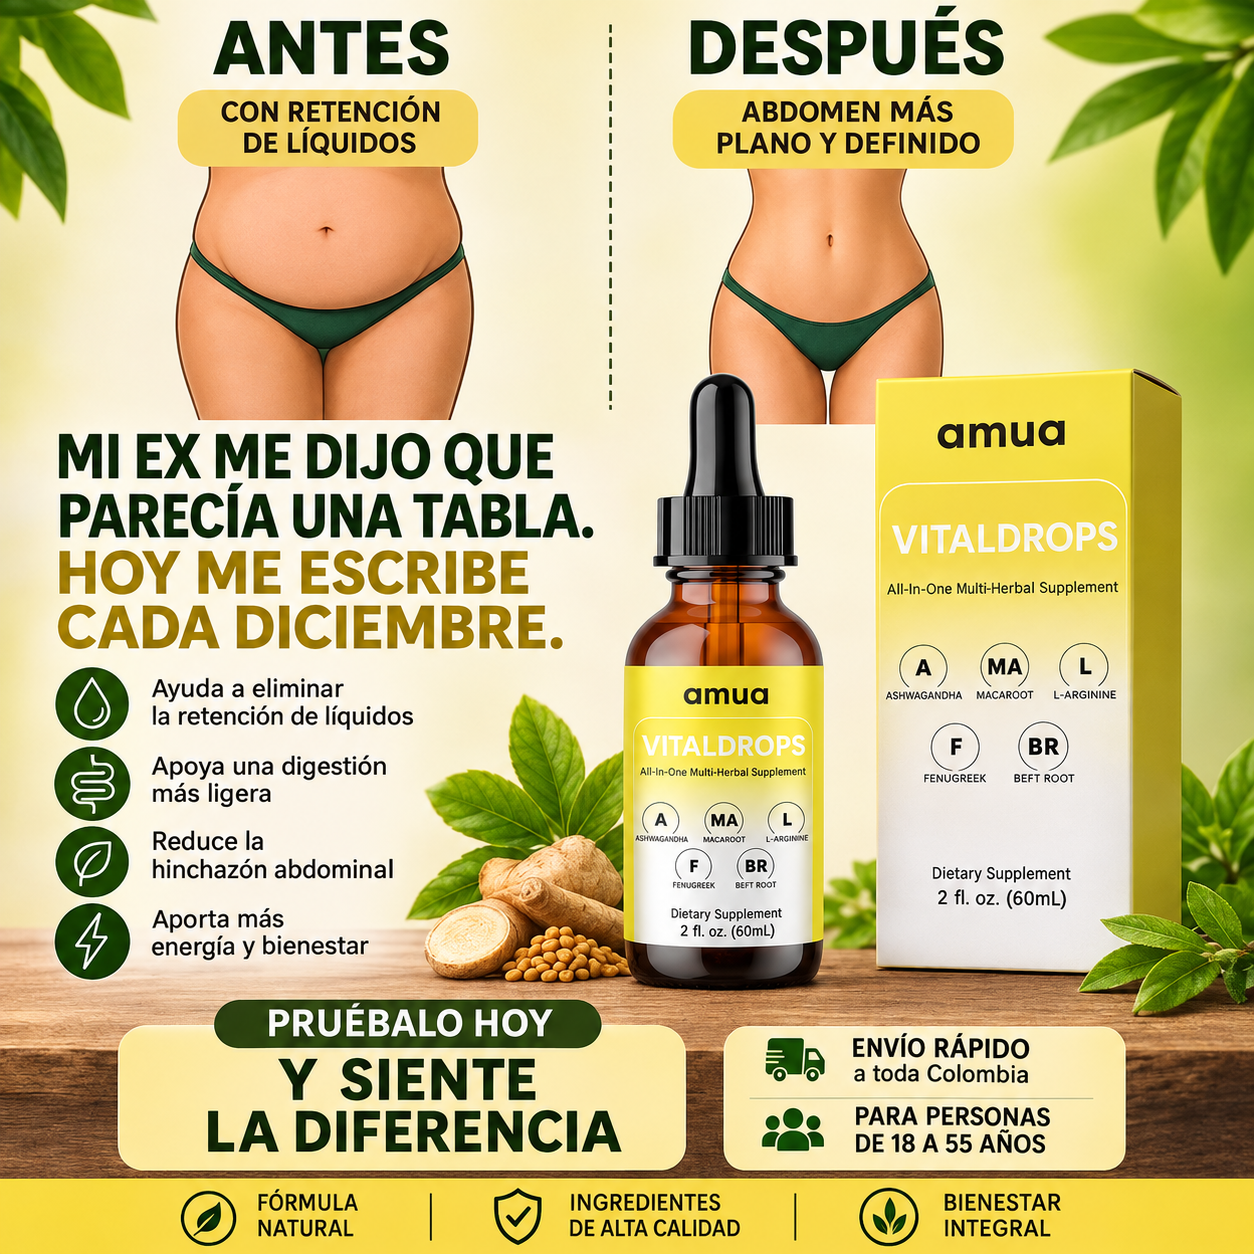 ANTES
CON RETENCIÓN
DE LÍQUIDOS
DESPUÉS
ABDOMEN MÁS
PLANO Y DEFINIDO
MI EX ME DIJO QUE
PARECÍA UNA TABLA.
HOY ME ESCRIBE
CADA DICIEMBRE.
Ayuda a eliminar
la retención de líquidos
Apoya una digestión
más ligera
Reduce la
hinchazón abdominal
Aporta más
energía y bienestar
amua
VITALDROPS
All-In-One Multi-Herbal Supplement
A
MA
L
ASHWAGANDHA
MACAROOT
L-ARGININE
F
BR
FENUGREEK
BEFT ROOT
Dietary Supplement
2 fl. oz. (60mL)
amua
VITALDROPS
All-In-One Multi-Herbal Supplement
A
MA
L
ASHWAGANDHA
MACAROOT
L-ARGININE
F
BR
FENUGREEK
BEFT ROOT
Dietary Supplement
2 fl. oz. (60mL)
PRUÉBALO HOY
Y SIENTE
LA DIFERENCIA
ENVÍO RÁPIDO
a toda Colombia
PARA PERSONAS
DE 18 A 55 AÑOS
FÓRMULA
NATURAL
INGREDIENTES
DE ALTA CALIDAD
BIENESTAR
INTEGRAL